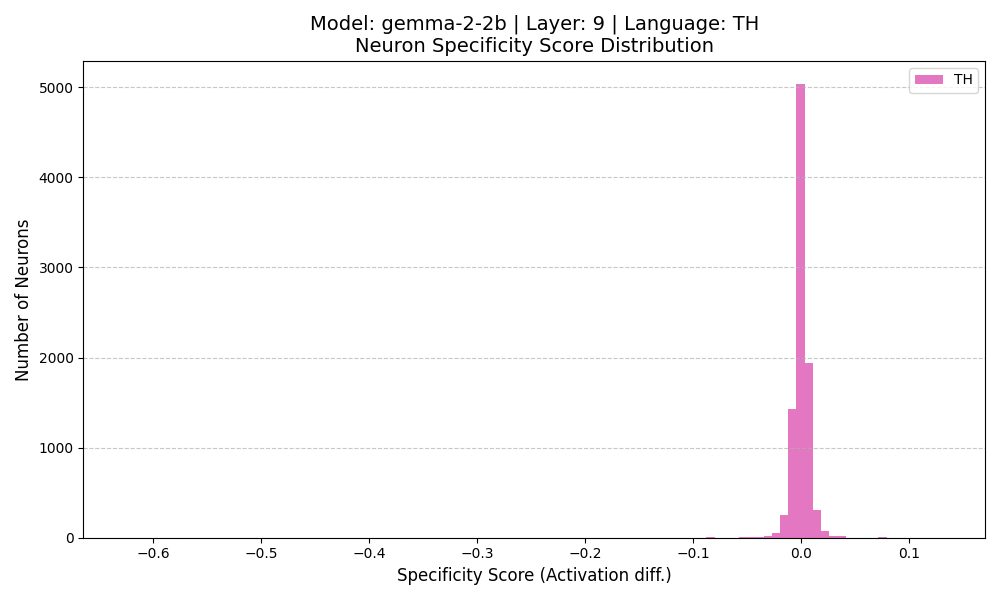 Model: gemma-2-2b | Layer: 9 | Language: TH
Neuron Specificity Score Distribution
TH
Number of Neurons
5000
4000
3000
2000
1000
0
−0.6 −0.5 −0.4 −0.3 −0.2 −0.1 0.0 0.1
Specificity Score (Activation diff.)